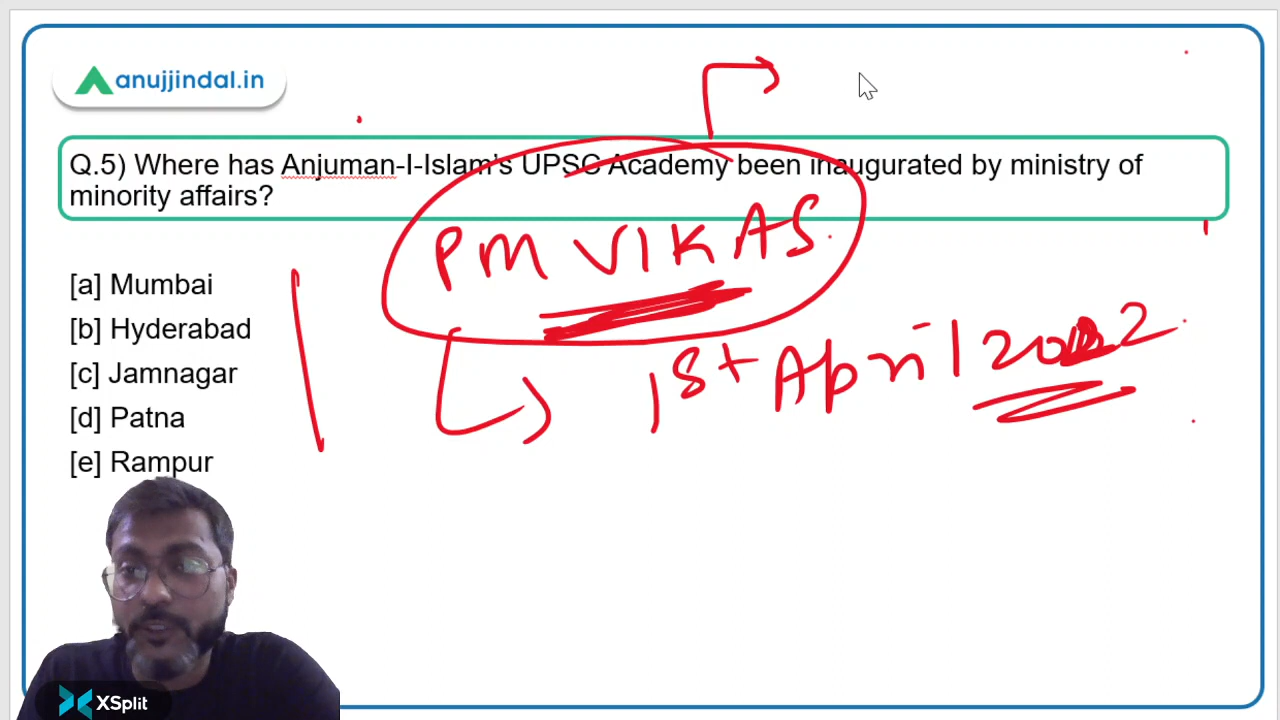 anujjindal.in
Q.5) Where has Anjuman-I-Islam's UPSC Academy been inaugurated by ministry of
minority affairs?
PM VIKAS
[a] Mumbai
[b] Hyderabad
1st April 2022
[c] Jamnagar
[d] Patna
[e] Rampur
XSplit